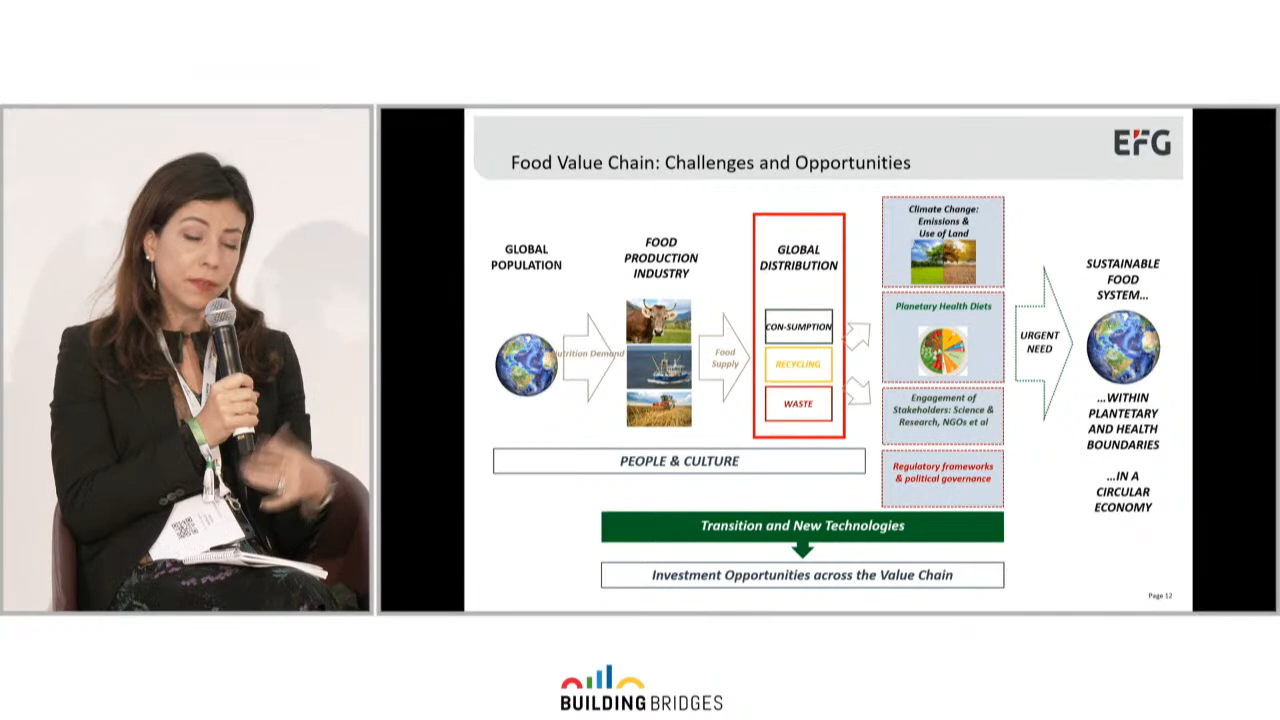 EFG
Food Value Chain: Challenges and Opportunities
GLOBAL
POPULATION
Nutrition Demand
FOOD
PRODUCTION
INDUSTRY
Food
Supply
GLOBAL
DISTRIBUTION
CON-SUMPTION
RECYCLING
WASTE
PEOPLE & CULTURE
Climate Change:
Emissions &
Use of Land
Planetary Health Diets
Engagement of
Stakeholders: Science &
Research, NGOs et al
Regulatory frameworks
& political governance
URGENT
NEED
SUSTAINABLE
FOOD
SYSTEM...
...WITHIN
PLANTETARY
AND HEALTH
BOUNDARIES
...IN A
CIRCULAR
ECONOMY
Transition and New Technologies
Investment Opportunities across the Value Chain
Page 12
BUILDING BRIDGES